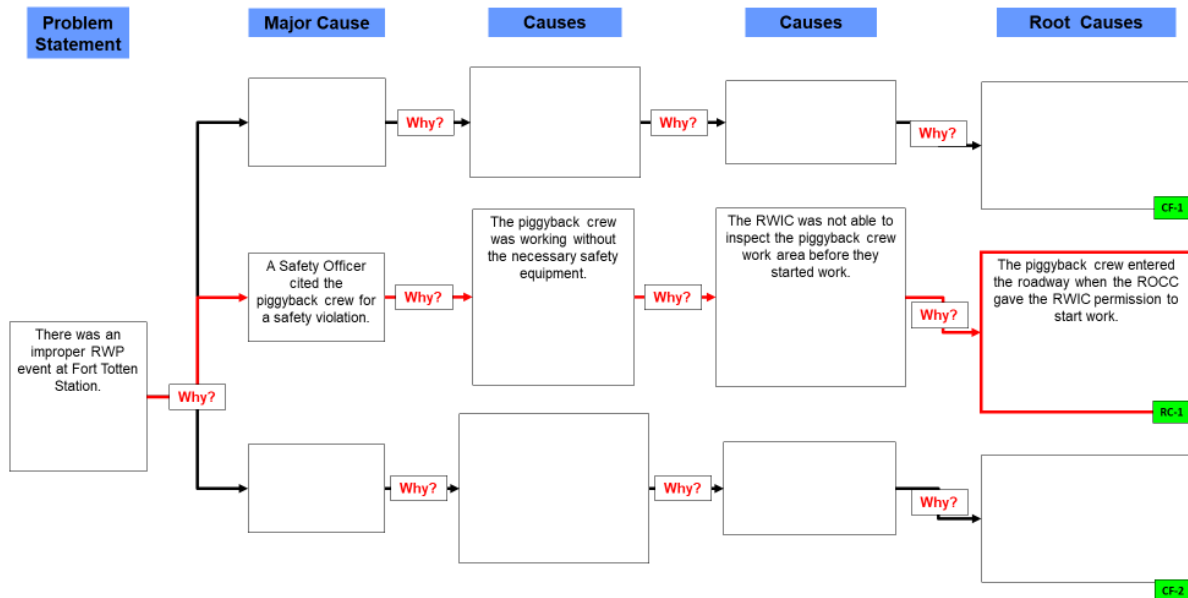 Problem
Statement
Major Cause
Causes
Causes
Root Causes
Why?
Why?
Why?
CF-1
There was an
improper RWP
event at Fort Totten
Station.
Why?
A Safety Officer
cited the
piggyback crew for
a safety violation.
Why?
The piggyback crew
was working without
the necessary safety
equipment.
Why?
The RWIC was not able to
inspect the piggyback crew
work area before they
started work.
Why?
The piggyback crew entered
the roadway when the ROCC
gave the RWIC permission to
start work.
RC-1
Why?
Why?
Why?
CF-2